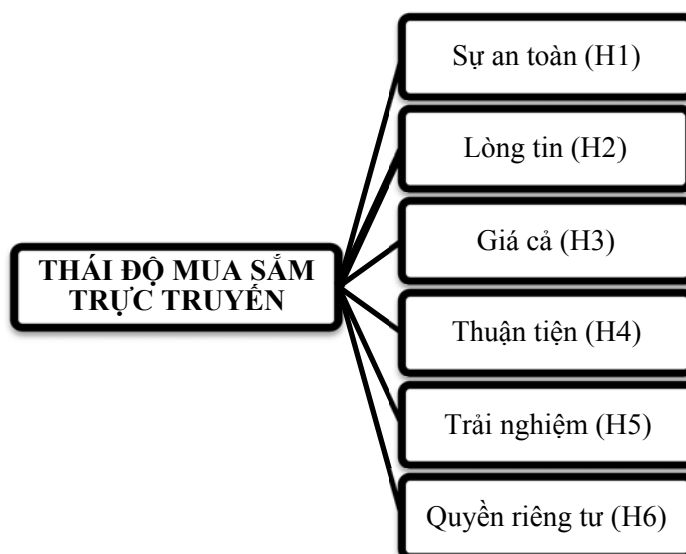 Sự an toàn (H1)
Lòng tin (H2)
Giá cả (H3)
THÁI ĐỘ MUA SẮM
TRỰC TRUYẾN
Thuận tiện (H4)
Trải nghiệm (H5)
Quyền riêng tư (H6)